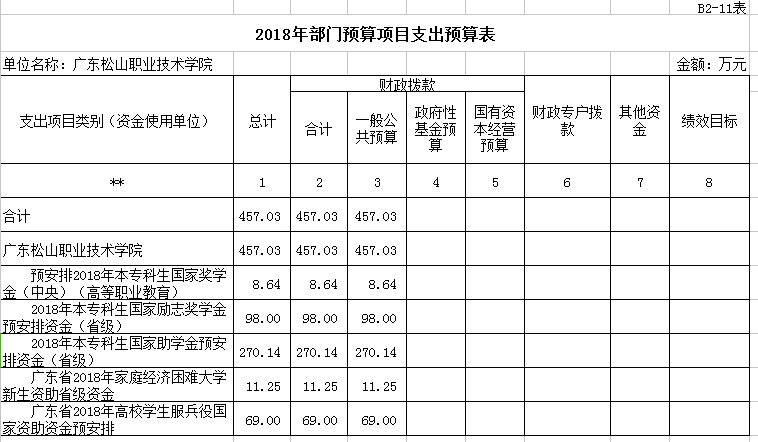 B2-11表
2018年部门预算项目支出预算表
单位名称：广东松山职业技术学院 金额：万元
支出项目类别（资金使用单位） 总计 财政拨款 财政专户拨款 其他资金 绩效目标
合计 一般公共预算 政府性基金预算 国有资本经营预算
** 1 2 3 4 5 6 7 8
合计 457.03 457.03 457.03
广东松山职业技术学院 457.03 457.03 457.03
预安排2018年本专科生国家奖学
金（中央）（高等职业教育） 8.64 8.64 8.64
2018年本专科生国家励志奖学金
预安排资金（省级） 98.00 98.00 98.00
2018年本专科生国家助学金预安
排资金（省级） 270.14 270.14 270.14
广东省2018年家庭经济困难大学
新生资助省级资金 11.25 11.25 11.25
广东省2018年高校学生服兵役国
家资助资金预安排 69.00 69.00 69.00